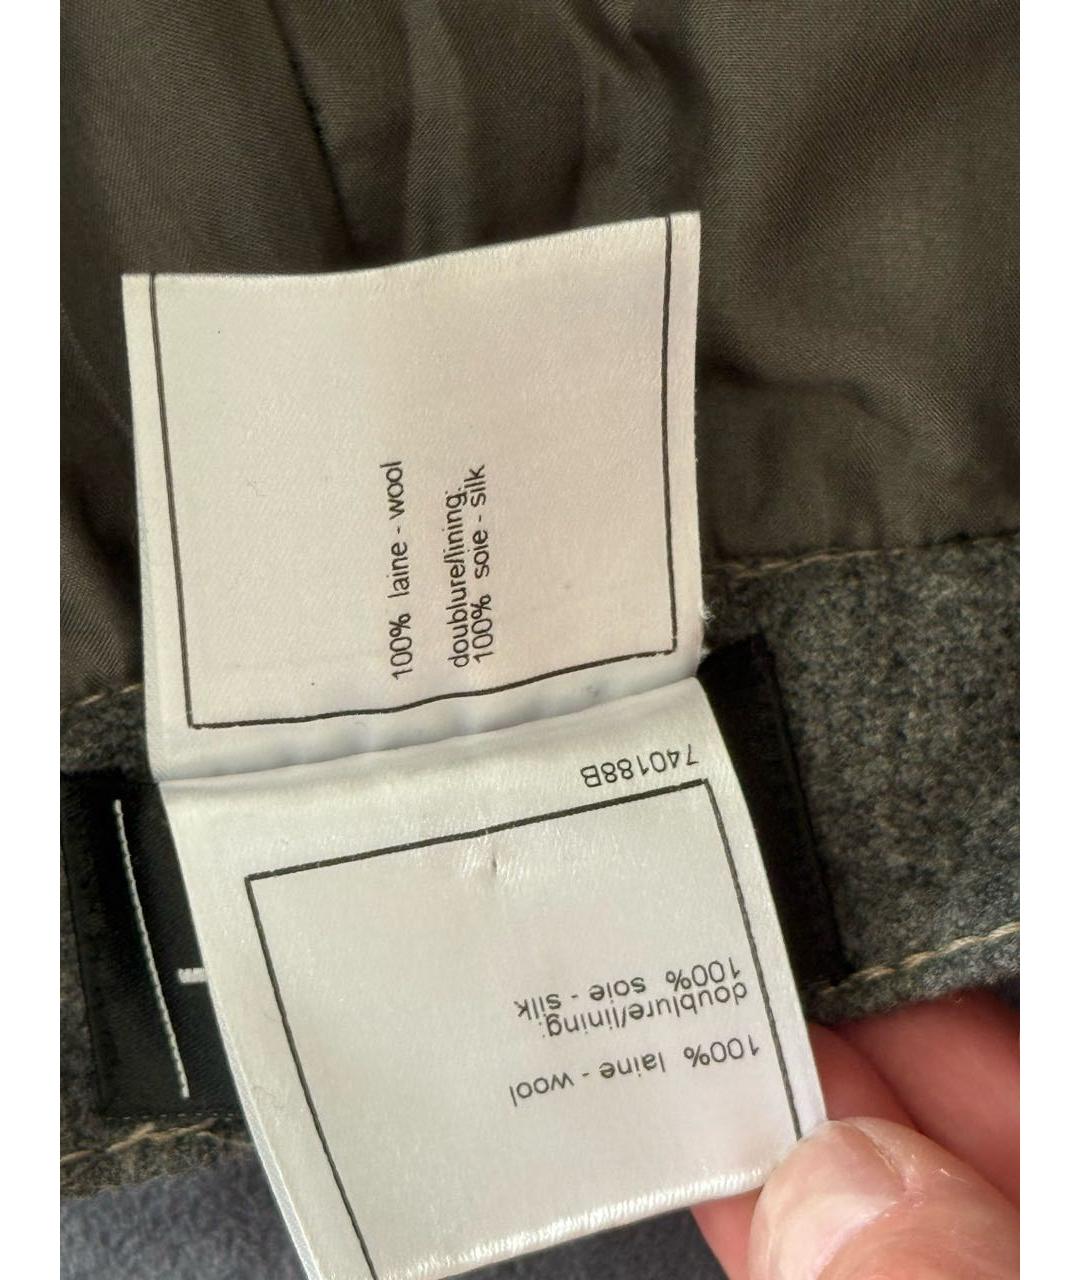 100% laine - wool
doublure/lining:
100% soie - silk
740188B
100% laine - wool
doublure/lining:
100% soie - silk